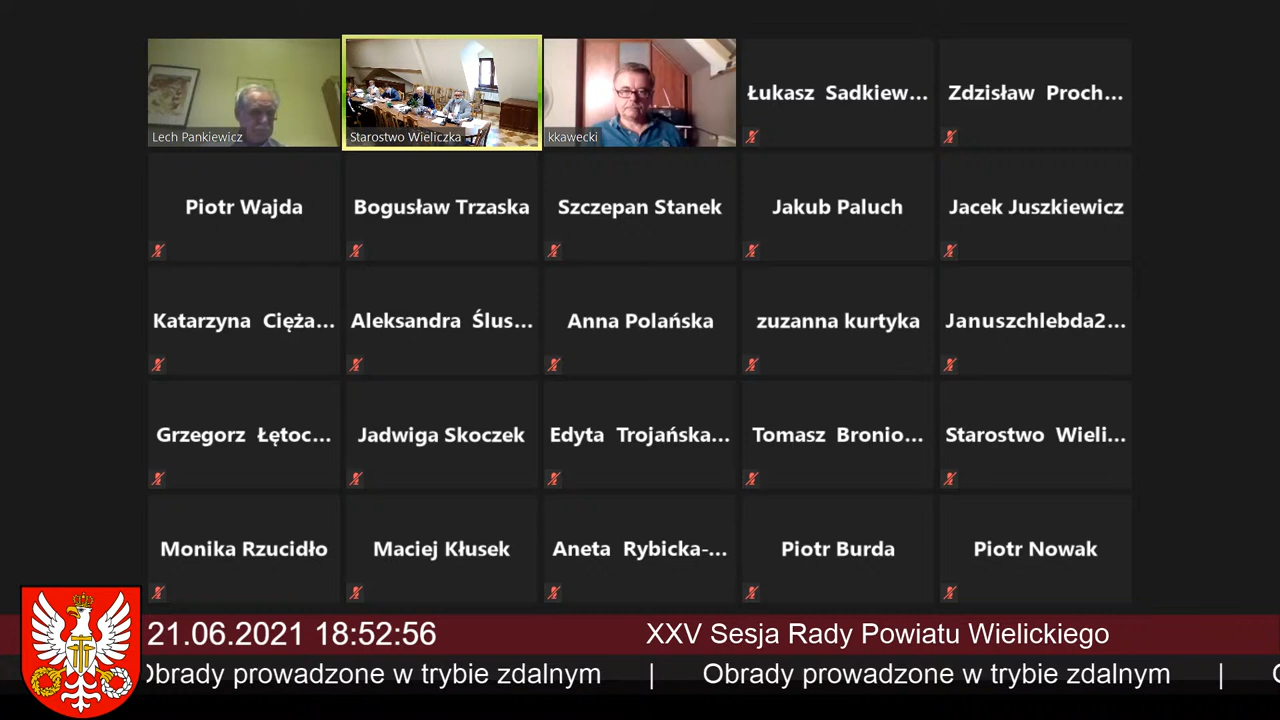 Lech Pankiewicz
Starostwo Wieliczka
kkawecki
Łukasz Sadkiew...
Zdzisław Proch...
Piotr Wajda
Bogusław Trzaska
Szczepan Stanek
Jakub Paluch
Jacek Juszkiewicz
Katarzyna Cięża...
Aleksandra Ślus...
Anna Polańska
zuzanna kurtyka
Januszchlebda2...
Grzegorz Łętoc...
Jadwiga Skoczek
Edyta Trojańska...
Tomasz Bronio...
Starostwo Wieli...
Monika Rzucidło
Maciej Kłusek
Aneta Rybicka-...
Piotr Burda
Piotr Nowak
21.06.2021 18:52:56
XXV Sesja Rady Powiatu Wielickiego
Obrady prowadzone w trybie zdalnym | Obrady prowadzone w trybie zdalnym |